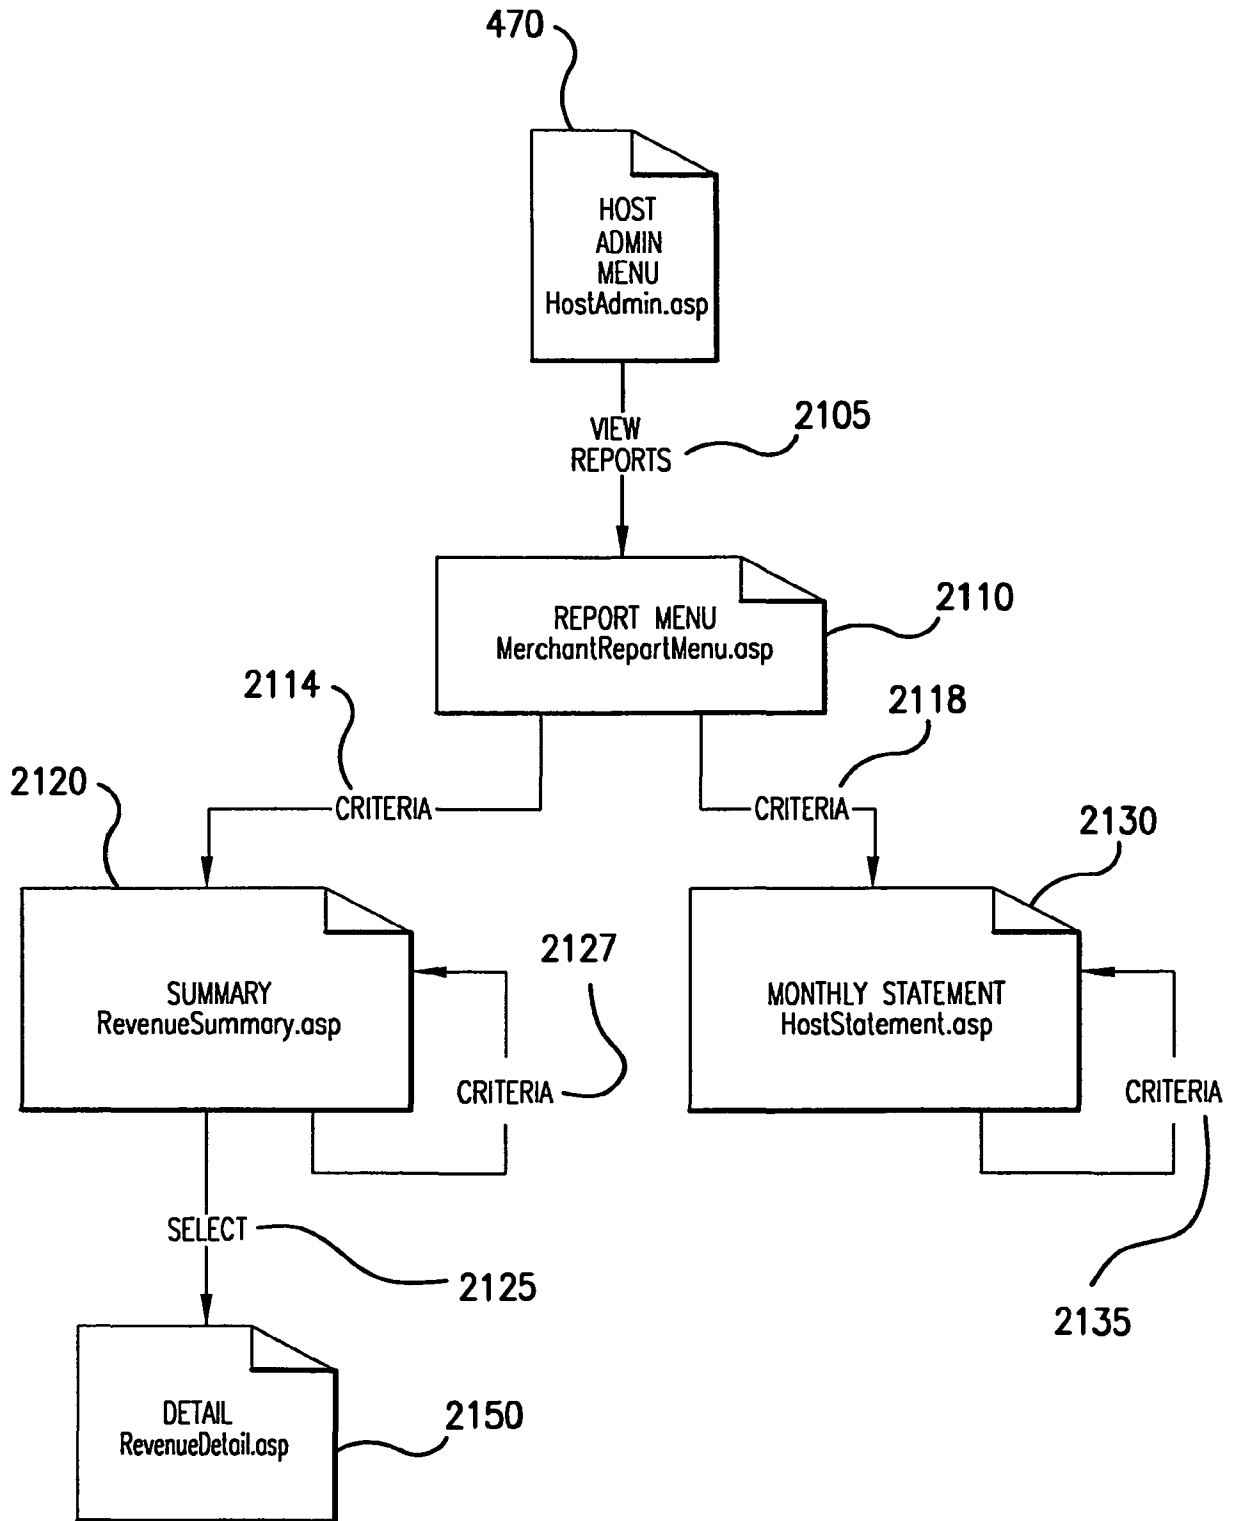 470
HOST
ADMIN
MENU
HostAdmin.asp
VIEW
REPORTS
2105
REPORT MENU
MerchantReportMenu.asp
2110
2114
2118
CRITERIA
CRITERIA
2120
2130
SUMMARY
RevenueSummary.asp
2127
CRITERIA
MONTHLY STATEMENT
HostStatement.asp
CRITERIA
SELECT
2125
2135
DETAIL
RevenueDetail.asp
2150